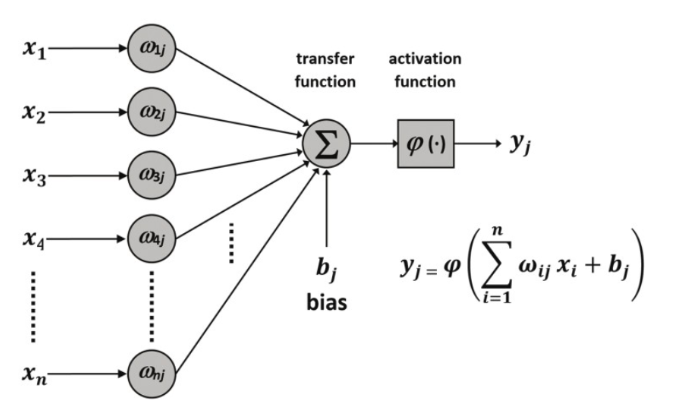 x₁ ω₁ⱼ
transfer function
activation function
x₂ ω₂ⱼ
x₃ ω₃ⱼ
Σ φ(·) yⱼ
x₄ ω₄ⱼ
bⱼ
bias
yⱼ = φ(∑ⁿᵢ₌₁ ωᵢⱼ xᵢ + bⱼ)
xₙ ωₙⱼ